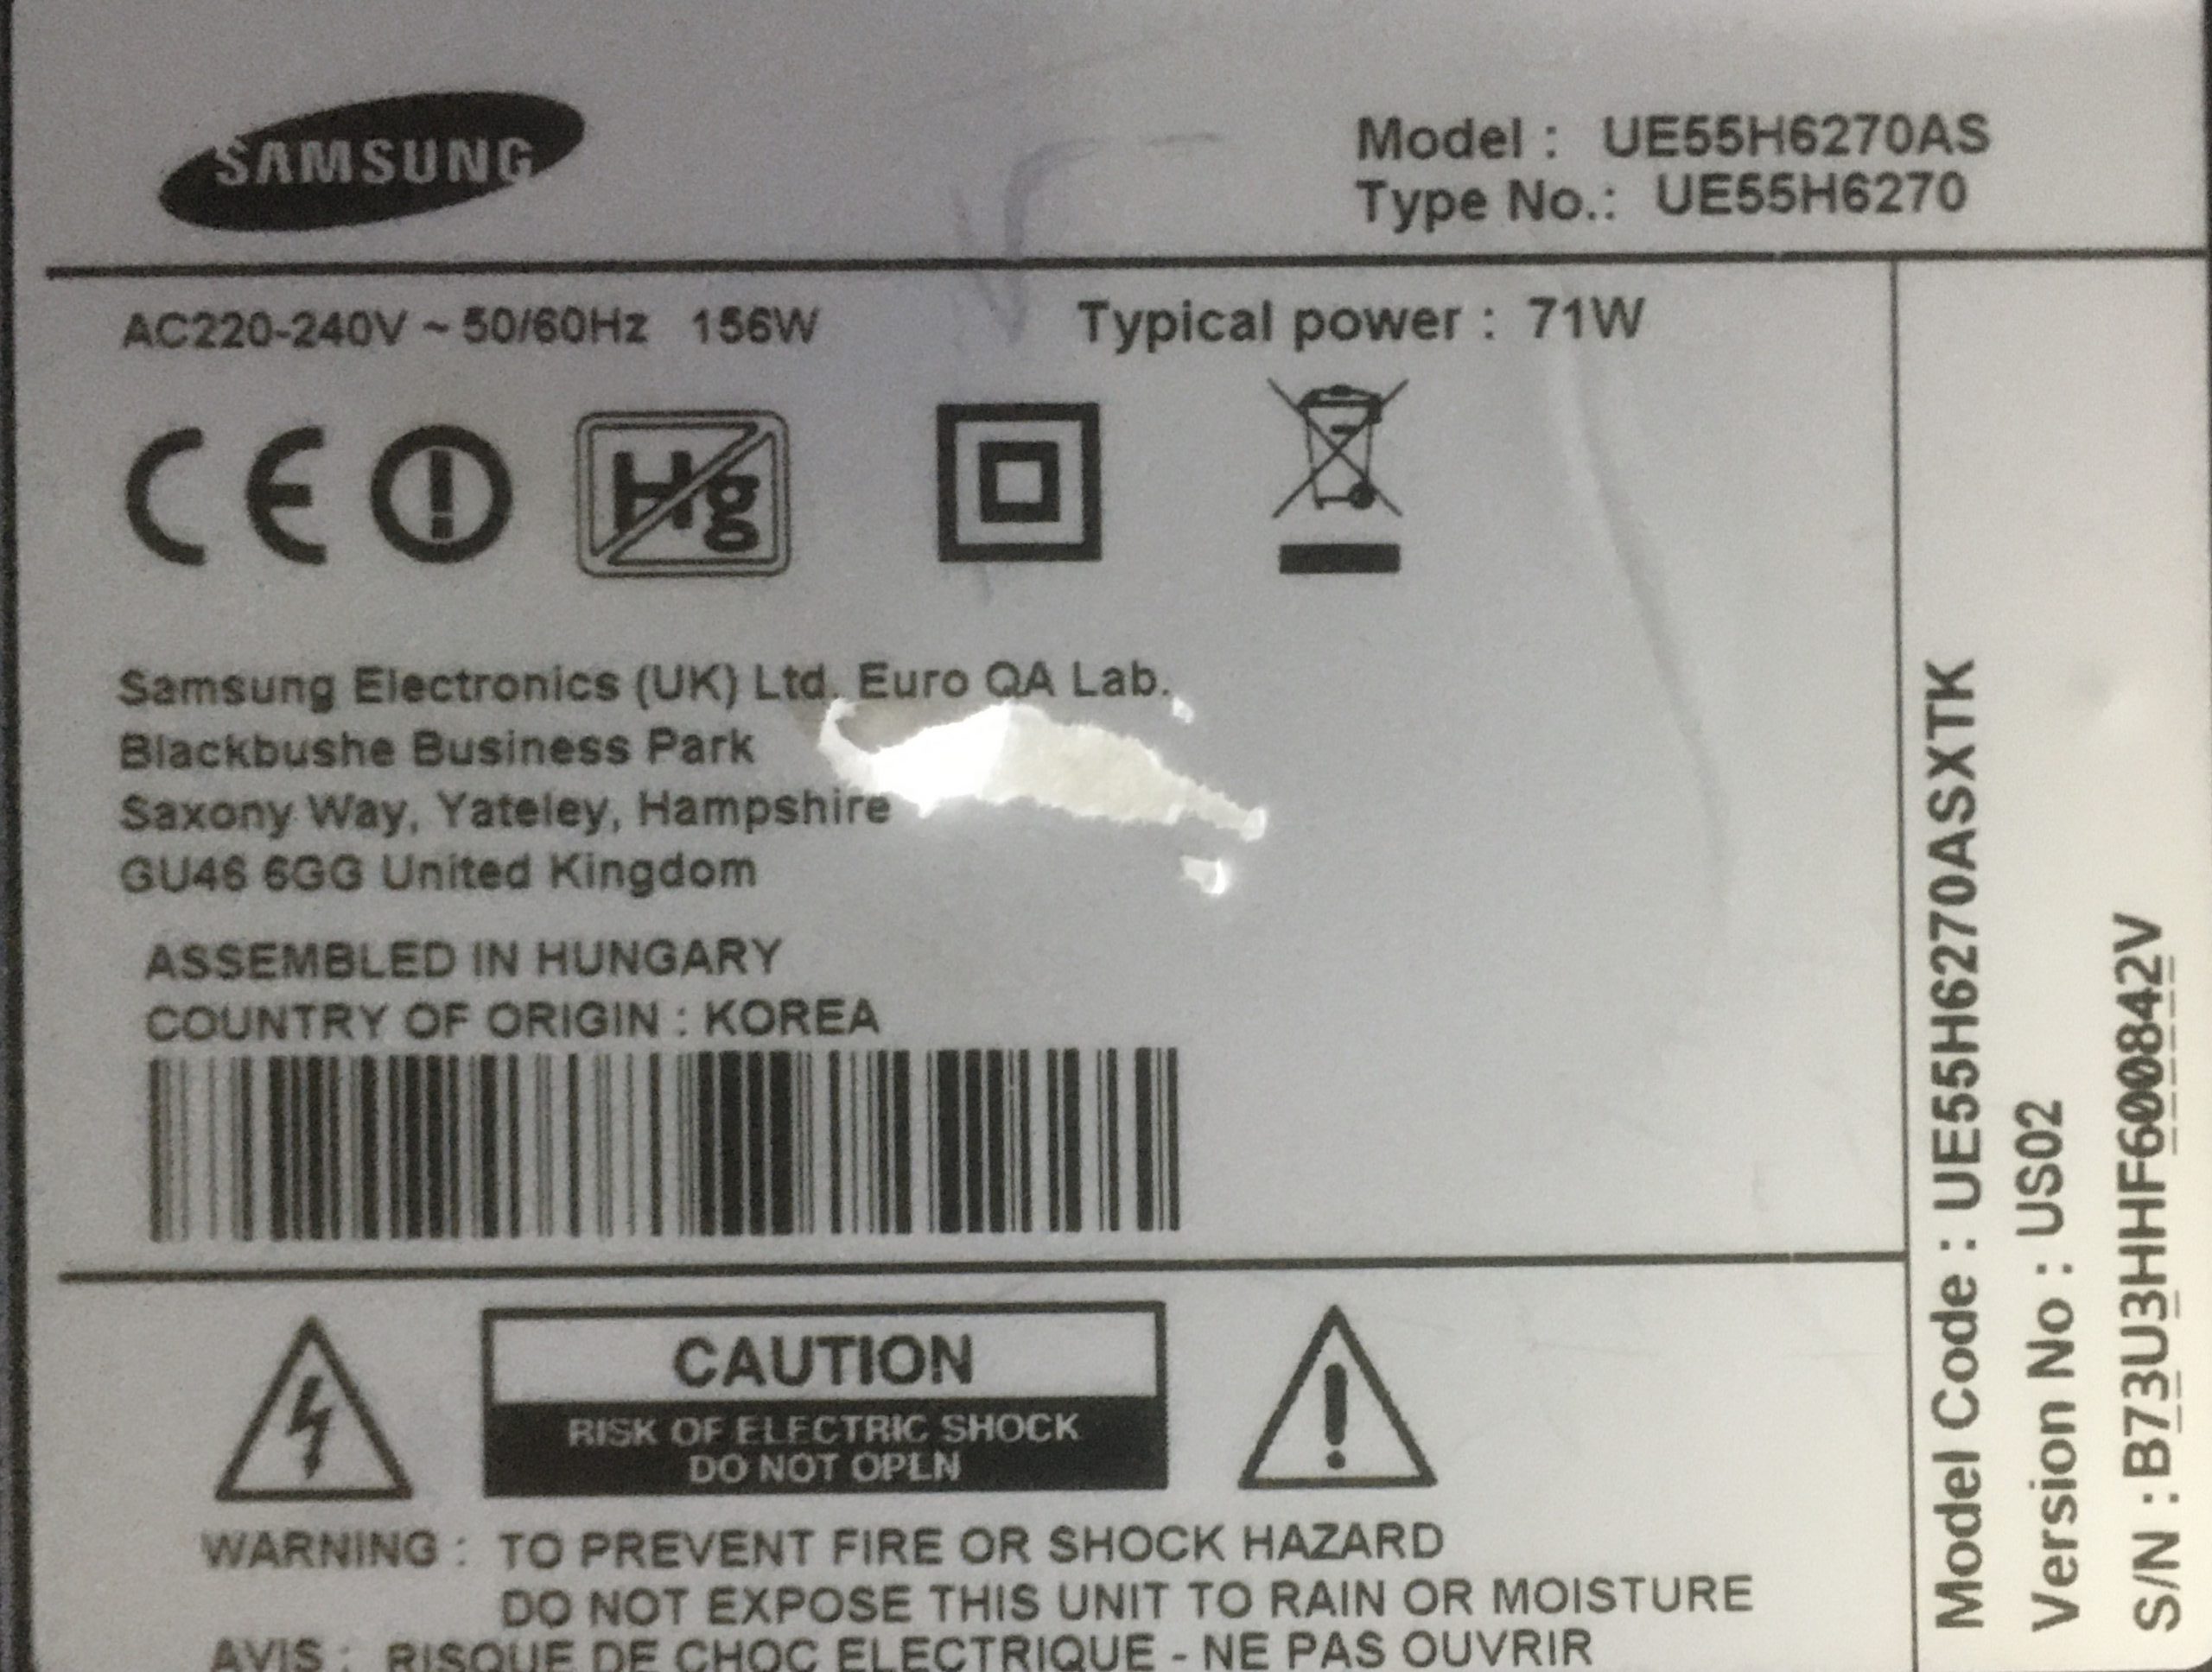 SAMSUNG
Model : UE55H6270AS
Type No.: UE55H6270
AC220-240V ~ 50/60Hz 156W Typical power : 71W
CE
Hg
Samsung Electronics (UK) Ltd. Euro QA Lab.
Blackbushe Business Park
Saxony Way, Yateley, Hampshire
GU46 6GG United Kingdom
ASSEMBLED IN HUNGARY
COUNTRY OF ORIGIN : KOREA
CAUTION
RISK OF ELECTRIC SHOCK
DO NOT OPEN
WARNING : TO PREVENT FIRE OR SHOCK HAZARD
DO NOT EXPOSE THIS UNIT TO RAIN OR MOISTURE
AVIS : RISQUE DE CHOC ELECTRIQUE - NE PAS OUVRIR
Model Code : UE55H6270ASXTK
Version No : US02
S/N : B73U3HHF600842V